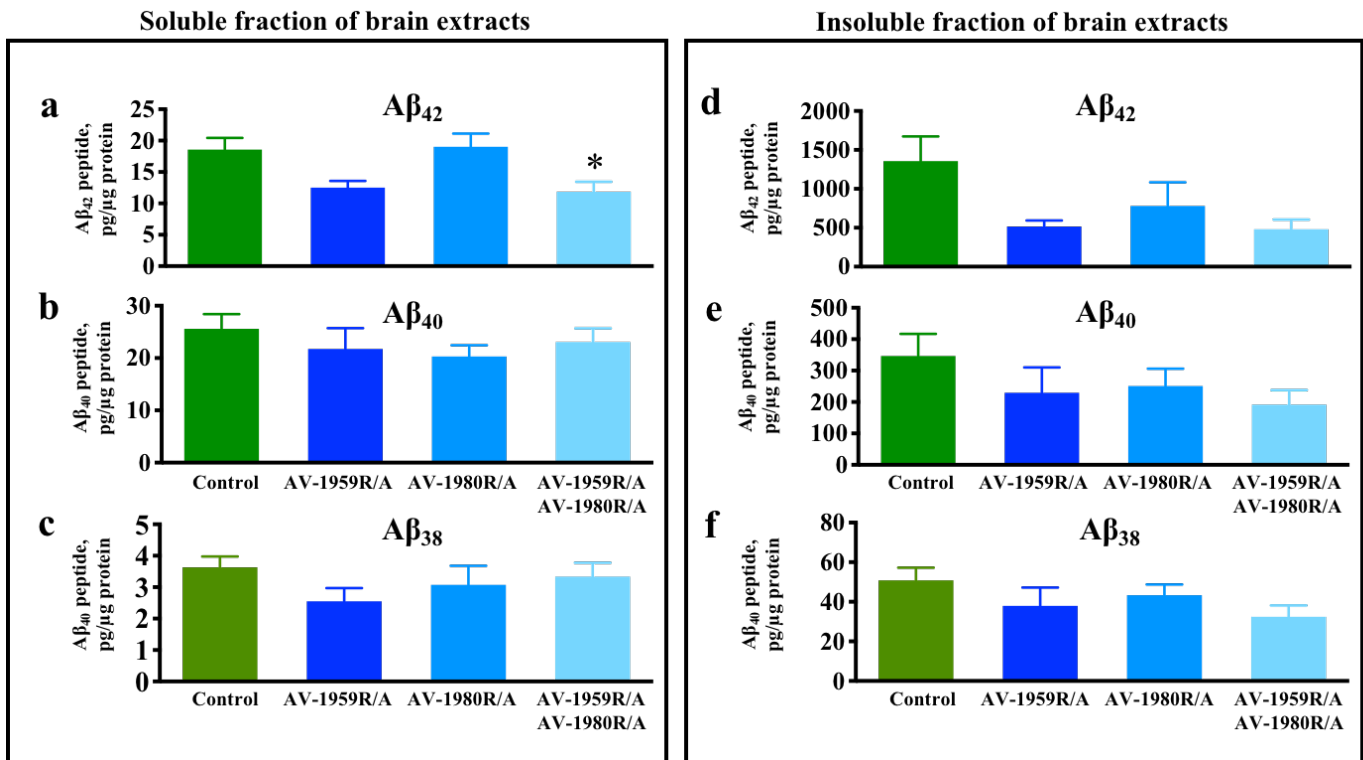 Soluble fraction of brain extracts
a
Aβ₄₂
Aβ₄₂ peptide,
pg/µg protein
25
20
15
10
5
0
*
b
Aβ₄₀
Aβ₄₀ peptide,
pg/µg protein
30
20
10
0
Control
AV-1959R/A
AV-1980R/A
AV-1959R/A
AV-1980R/A
c
Aβ₃₈
Aβ₄₀ peptide,
pg/µg protein
5
4
3
2
1
0
Control
AV-1959R/A
AV-1980R/A
AV-1959R/A
AV-1980R/A
Insoluble fraction of brain extracts
d
Aβ₄₂
Aβ₄₂ peptide,
pg/µg protein
2000
1500
1000
500
0
e
Aβ₄₀
Aβ₄₀ peptide,
pg/µg protein
500
400
300
200
100
0
Control
AV-1959R/A
AV-1980R/A
AV-1959R/A
AV-1980R/A
f
Aβ₃₈
Aβ₄₀ peptide,
pg/µg protein
80
60
40
20
0
Control
AV-1959R/A
AV-1980R/A
AV-1959R/A
AV-1980R/A